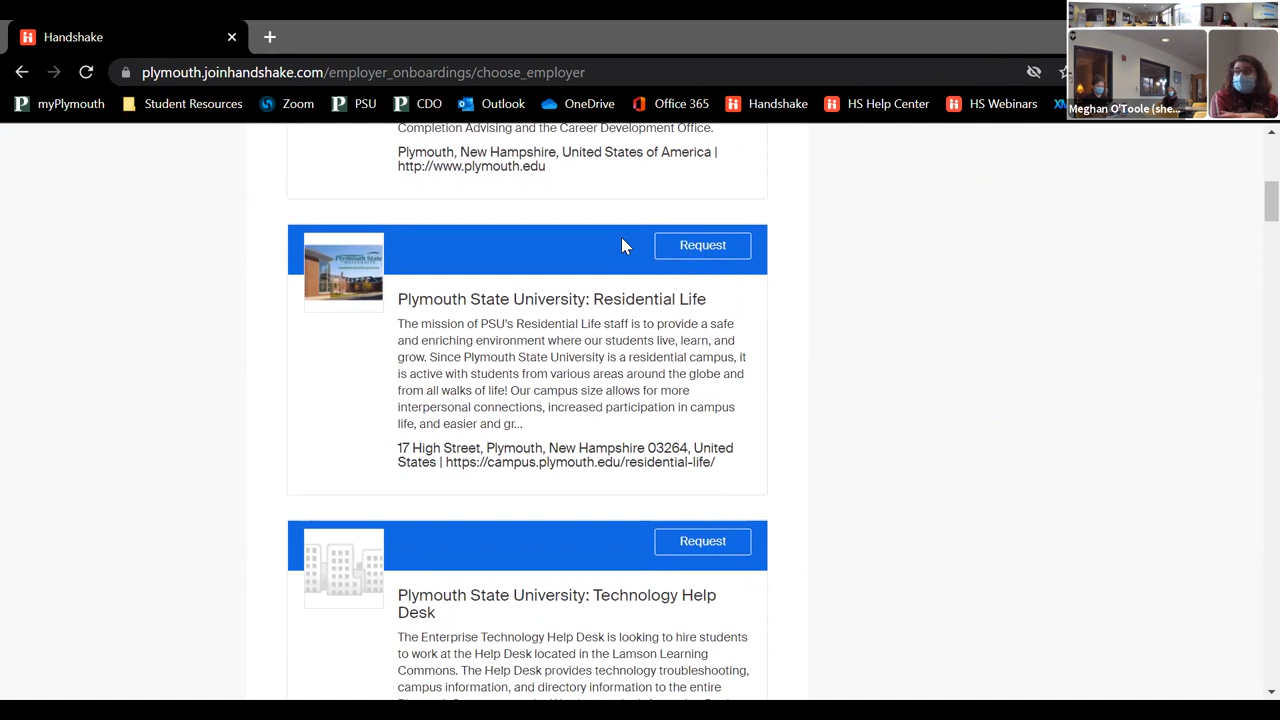 Handshake
plymouth.joinhandshake.com/employer_onboardings/choose_employer
myPlymouth Student Resources Zoom PSU CDO Outlook OneDrive Office 365 Handshake HS Help Center HS Webinars
Meghan O'Toole (she...
Completion Advising and the Career Development Office.
Plymouth, New Hampshire, United States of America |
http://www.plymouth.edu
Request
Plymouth State
Plymouth State University: Residential Life
The mission of PSU's Residential Life staff is to provide a safe
and enriching environment where our students live, learn, and
grow. Since Plymouth State University is a residential campus, it
is active with students from various areas around the globe and
from all walks of life! Our campus size allows for more
interpersonal connections, increased participation in campus
life, and easier and gr...
17 High Street, Plymouth, New Hampshire 03264, United
States | https://campus.plymouth.edu/residential-life/
Request
Plymouth State University: Technology Help
Desk
The Enterprise Technology Help Desk is looking to hire students
to work at the Help Desk located in the Lamson Learning
Commons. The Help Desk provides technology troubleshooting,
campus information, and directory information to the entire